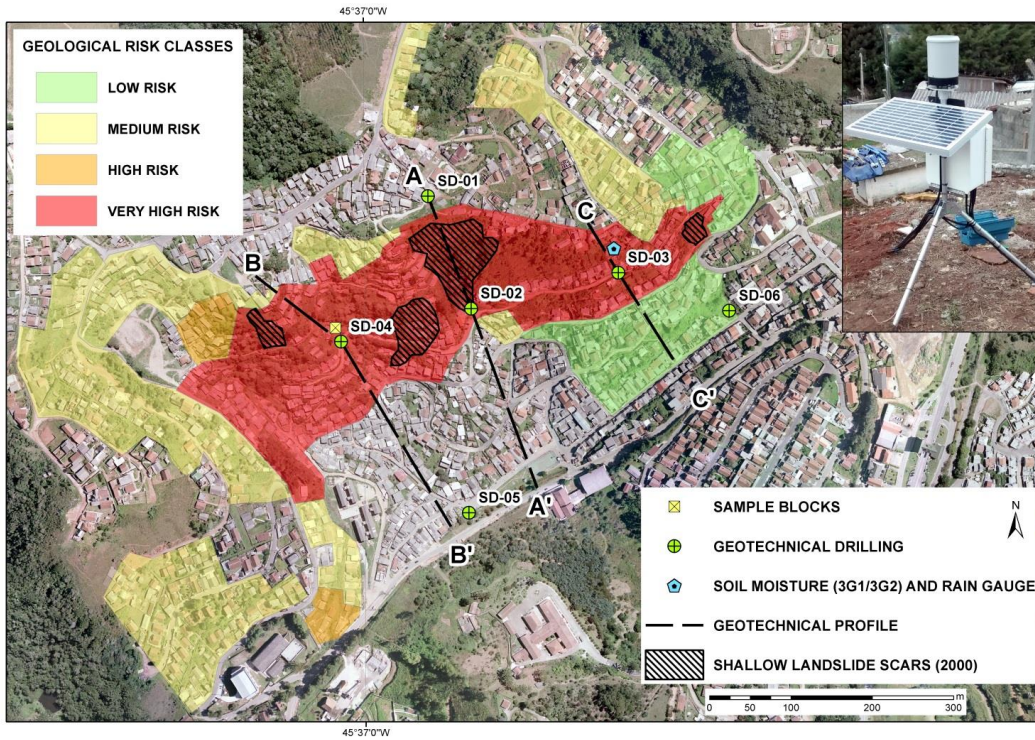 45°37'0"W
GEOLOGICAL RISK CLASSES
LOW RISK
MEDIUM RISK
HIGH RISK
VERY HIGH RISK
A
SD-01
C
B
SD-03
SD-02
SD-06
SD-04
C'
SD-05
A'
B'
N
SAMPLE BLOCKS
GEOTECHNICAL DRILLING
SOIL MOISTURE (3G1/3G2) AND RAIN GAUGE
GEOTECHNICAL PROFILE
SHALLOW LANDSLIDE SCARS (2000)
m
0 50 100 200 300
45°37'0"W